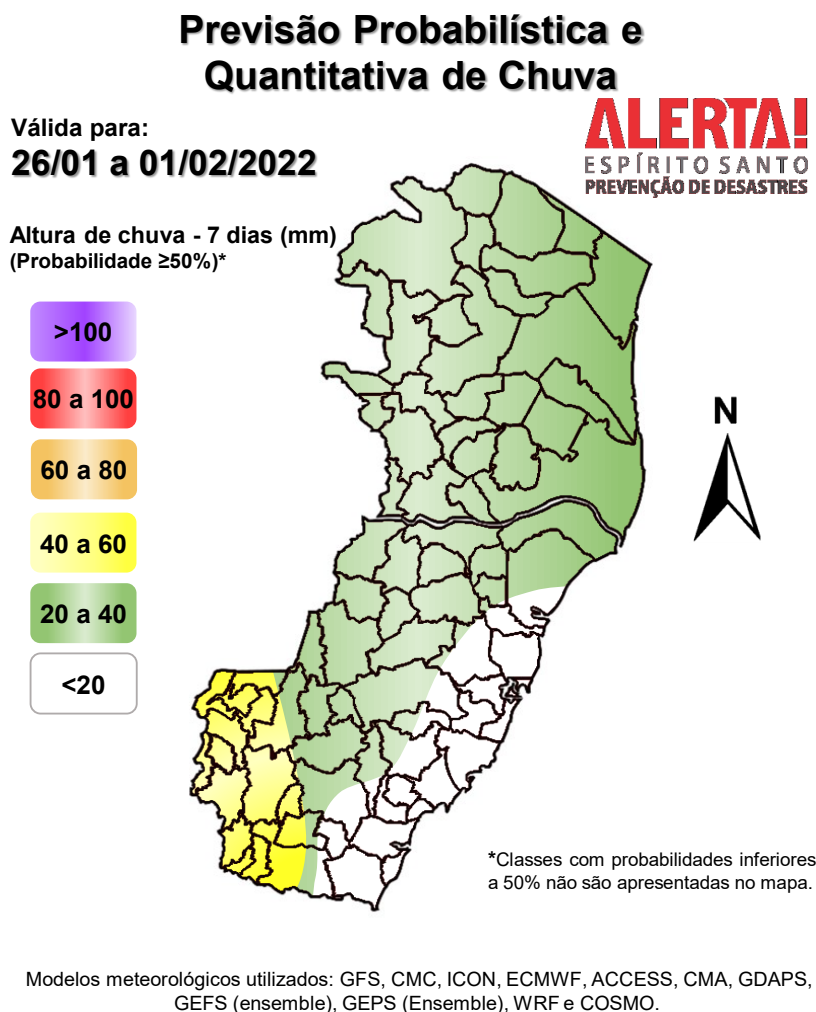 Previsão Probabilística e
Quantitativa de Chuva
Válida para:
26/01 a 01/02/2022
ALERTA!
ESPÍRITO SANTO
PREVENÇÃO DE DESASTRES
Altura de chuva - 7 dias (mm)
(Probabilidade ≥50%)*
>100
80 a 100
60 a 80
40 a 60
20 a 40
<20
N
*Classes com probabilidades inferiores
a 50% não são apresentadas no mapa.
Modelos meteorológicos utilizados: GFS, CMC, ICON, ECMWF, ACCESS, CMA, GDAPS,
GEFS (ensemble), GEPS (Ensemble), WRF e COSMO.